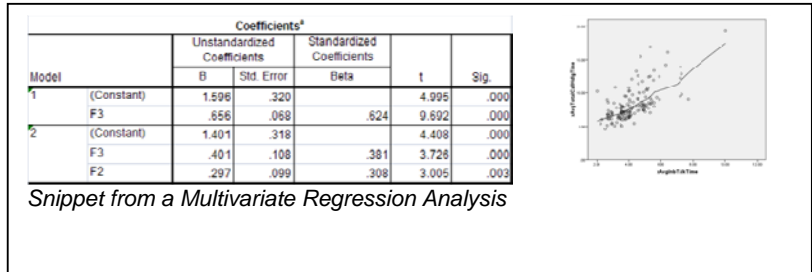 Coefficientsᵃ
Unstandardized Coefficients Standardized Coefficients
Model B Std. Error Beta t Sig.
1 (Constant) 1.596 .320 4.995 .000
F3 .656 .068 .624 9.692 .000
2 (Constant) 1.401 .318 4.408 .000
F3 .401 .108 .381 3.726 .000
F2 .297 .099 .308 3.005 .003
Snippet from a Multivariate Regression Analysis